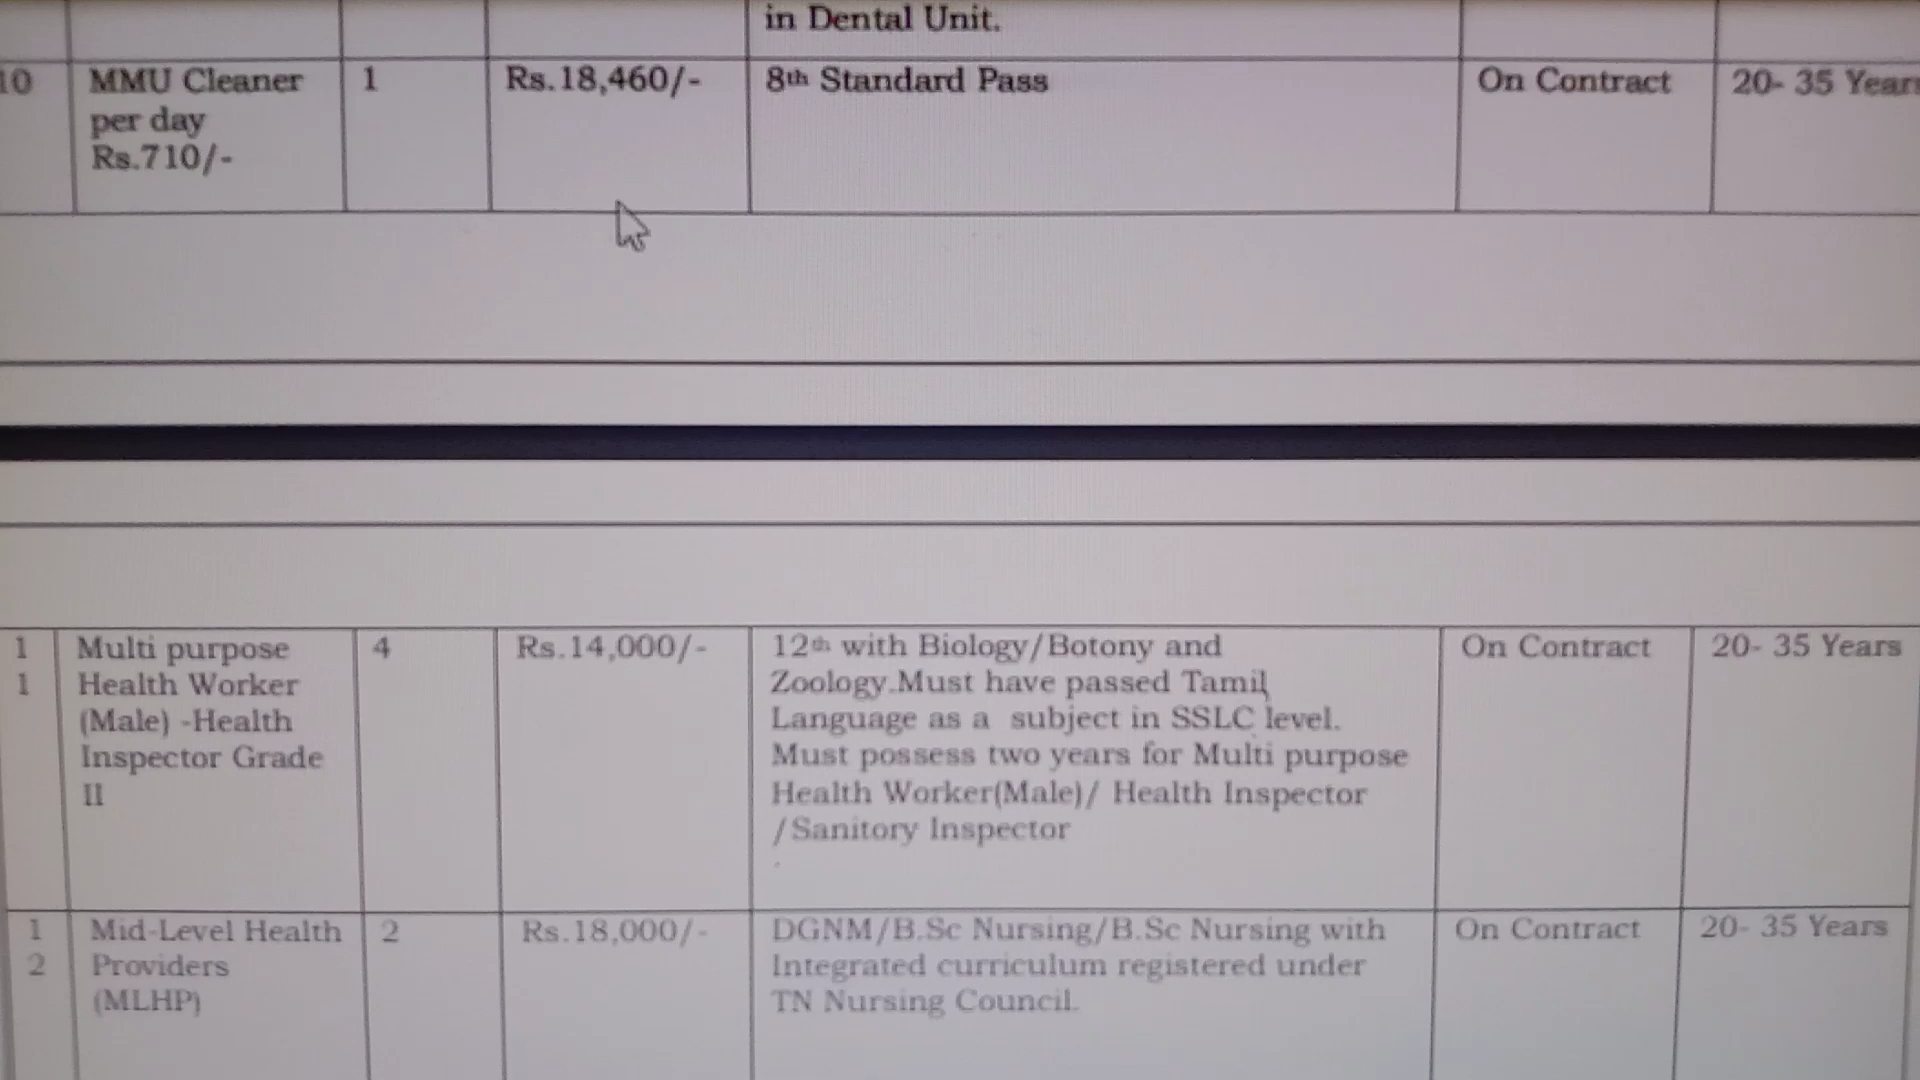 in Dental Unit.
10 MMU Cleaner 1 Rs.18,460/- 8th Standard Pass On Contract 20- 35 Years
per day
Rs.710/-
1 Multi purpose 4 Rs.14,000/- 12th with Biology/Botony and On Contract 20- 35 Years
1 Health Worker Zoology.Must have passed Tamil
(Male) -Health Language as a subject in SSLC level.
Inspector Grade Must possess two years for Multi purpose
II Health Worker(Male)/ Health Inspector
/Sanitory Inspector
.
1 Mid-Level Health 2 Rs.18,000/- DGNM/B.Sc Nursing/B.Sc Nursing with On Contract 20- 35 Years
2 Providers Integrated curriculum registered under
(MLHP) TN Nursing Council.